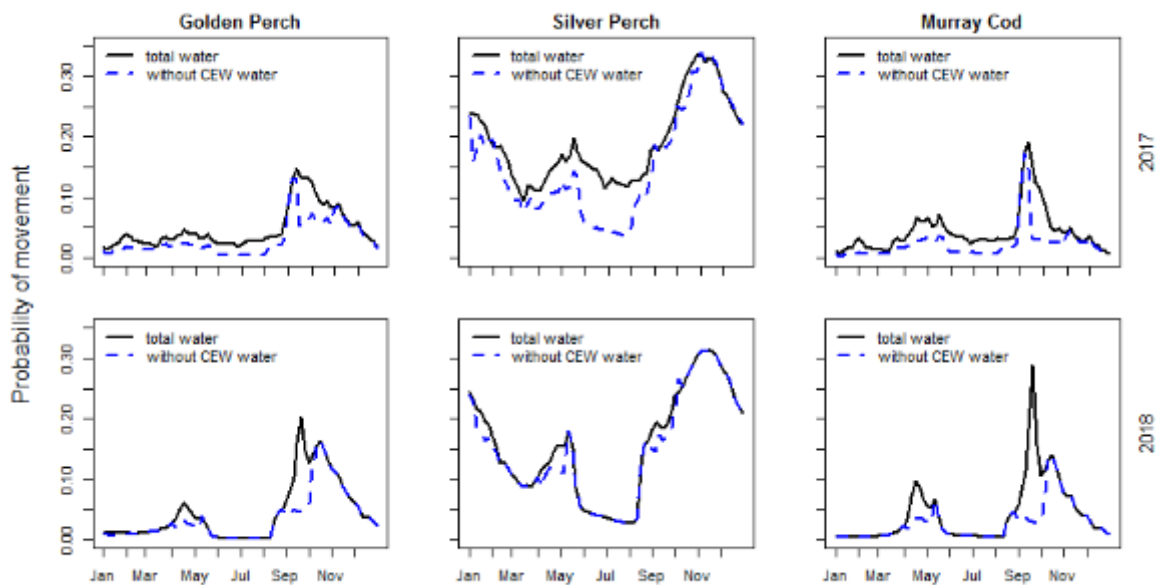 Golden Perch Silver Perch Murray Cod
total water total water total water
without CEW water without CEW water without CEW water
0.30
0.20
0.10
0.00
2017
Probability of movement
total water total water total water
without CEW water without CEW water without CEW water
0.30
0.20
0.10
0.00
2018
Jan Mar May Jul Sep Nov Jan Mar May Jul Sep Nov Jan Mar May Jul Sep Nov